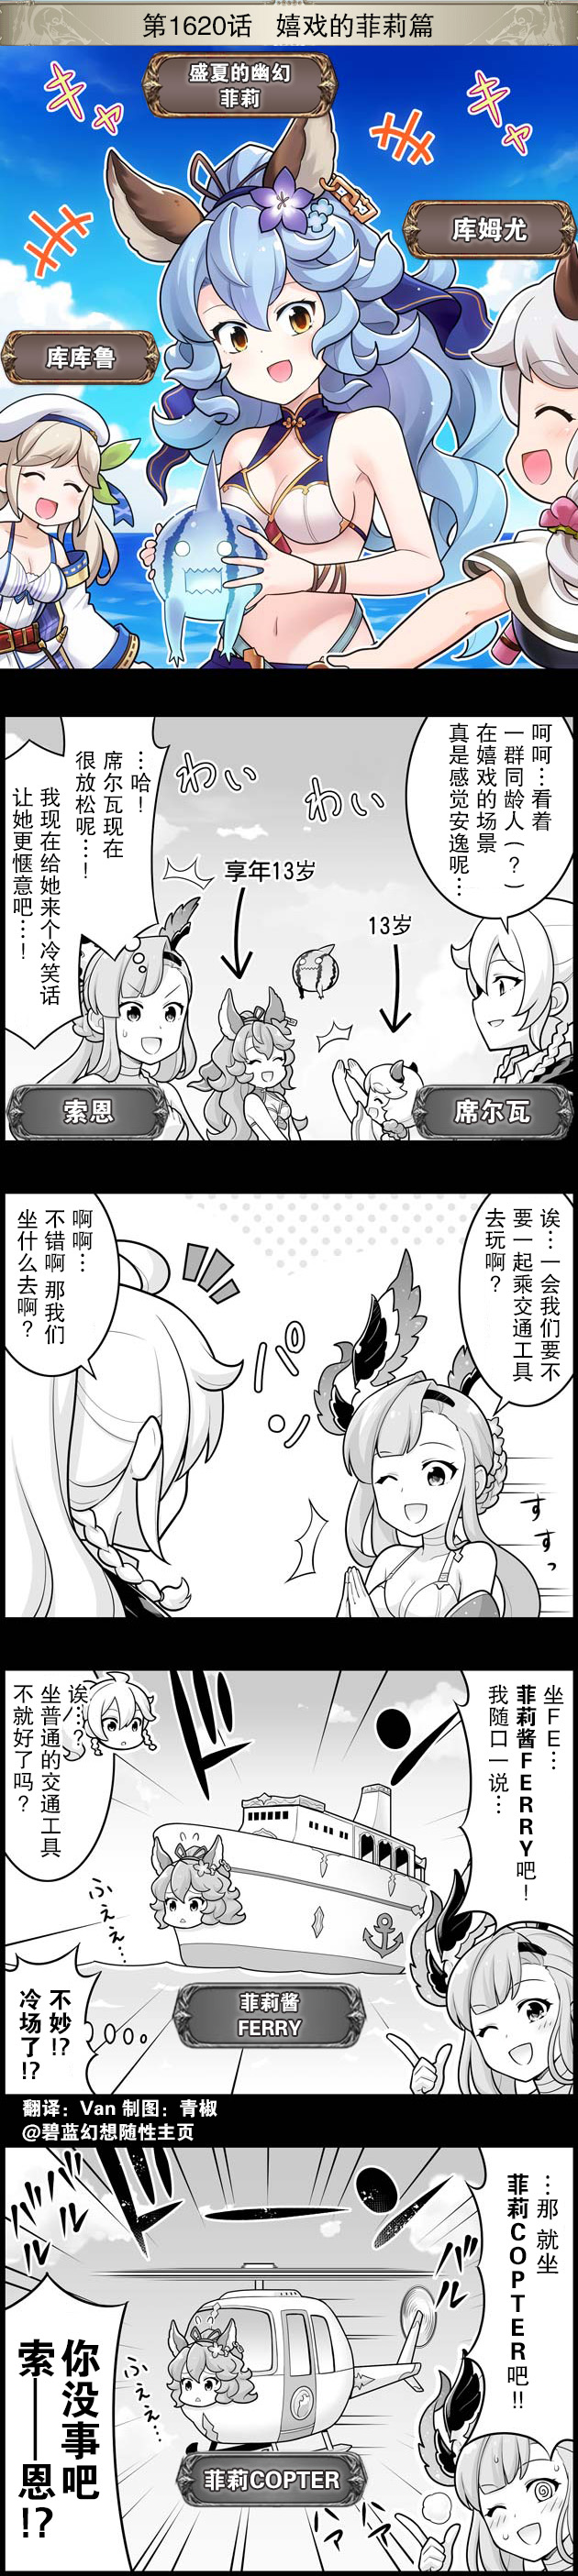 第1620话 嬉戏的菲莉篇
盛夏的幽幻
菲莉
キャ
キャ
库姆尤
库库鲁
呵呵…看着
一群同龄人(?)
在嬉戏的场景
真是感觉安逸呢…
わぃ
わぃ
…哈!
席尔瓦现在
很放松呢…!
我现在给她来个冷笑话
让她更惬意吧…!
享年13岁
13岁
索恩
席尔瓦
诶…一会我们要不
要一起乘交通工具
去玩啊?
パン
啊啊…
不错啊 那我们
坐什么去啊?
すすっ
坐FE…
菲莉酱FERRY吧!
我随口一说…
ド
ン
诶…?
坐普通的交通工具
不就好了吗?
ふぇぇ…
不妙!?
冷场了!?
菲莉酱
FERRY
翻译:Van 制图:青椒
@碧蓝幻想随性主页
…那 就坐
菲莉COPTER吧!!
バババババ
ふぇぇ…
你没事吧
索——恩!?
菲莉COPTER